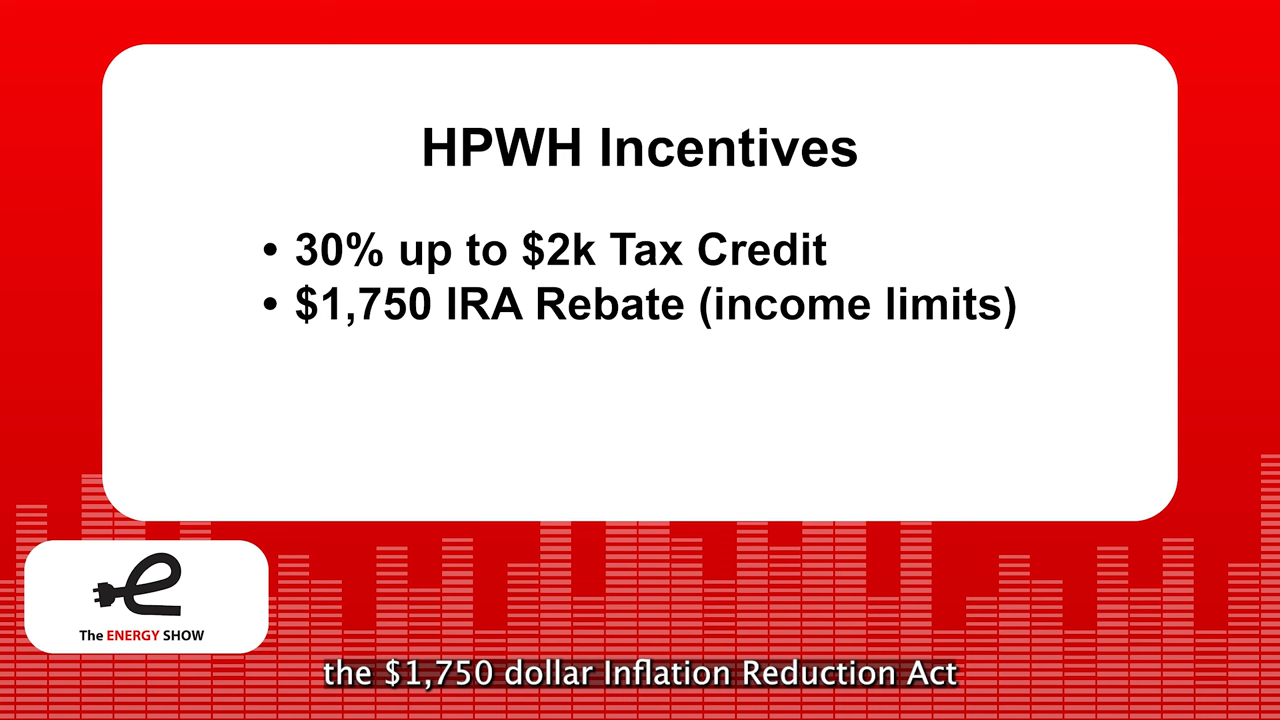 HPWH Incentives
• 30% up to $2k Tax Credit
• $1,750 IRA Rebate (income limits)
The ENERGY SHOW
the $1,750 dollar Inflation Reduction Act